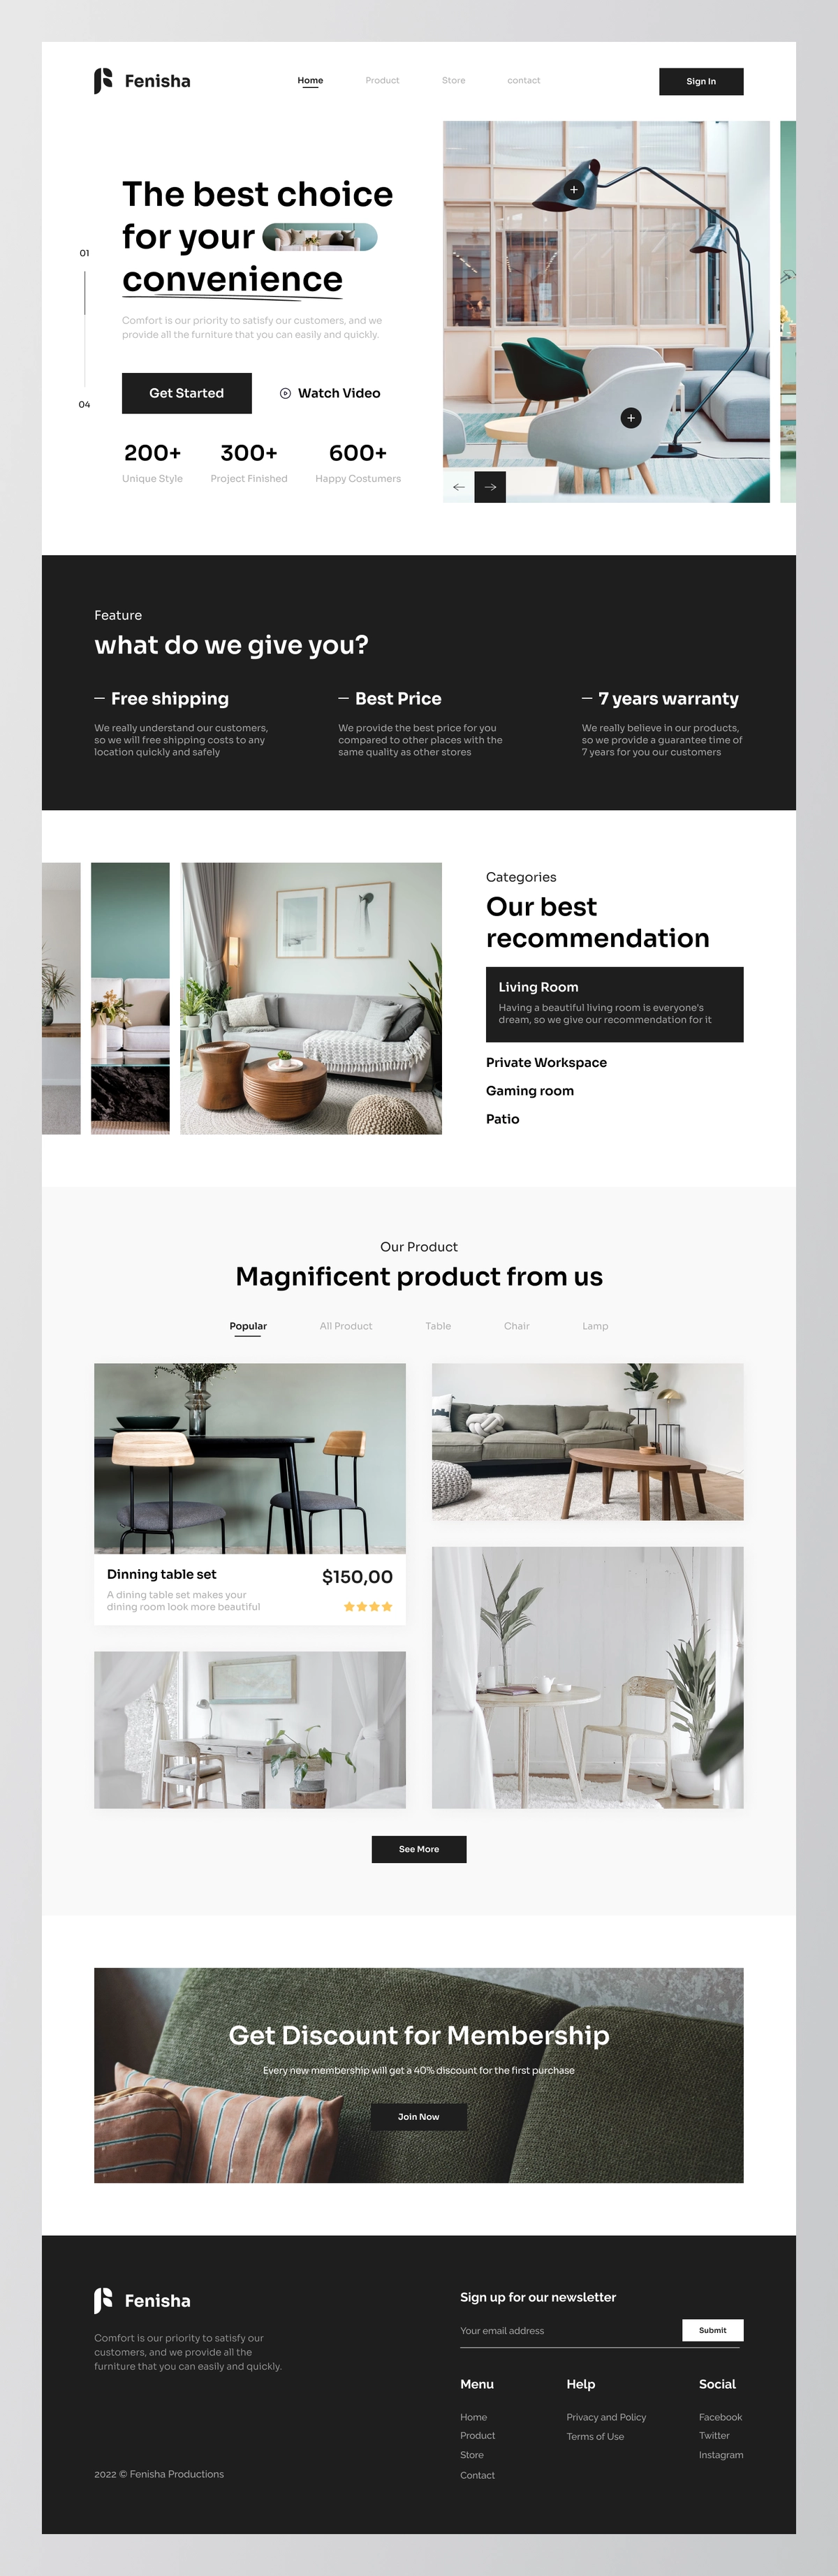 Fenisha
Home
Product
Store
contact
Sign In
The best choice
for your
convenience
01
04
Comfort is our priority to satisfy our customers, and we
provide all the furniture that you can easily and quickly.
Get Started
Watch Video
200+
300+
600+
Unique Style
Project Finished
Happy Costumers
Feature
what do we give you?
Free shipping
We really understand our customers,
so we will free shipping costs to any
location quickly and safely
Best Price
We provide the best price for you
compared to other places with the
same quality as other stores
7 years warranty
We really believe in our products,
so we provide a guarantee time of
7 years for you our customers
Categories
Our best
recommendation
Living Room
Having a beautiful living room is everyone's
dream, so we give our recommendation for it
Private Workspace
Gaming room
Patio
Our Product
Magnificent product from us
Popular
All Product
Table
Chair
Lamp
Dinning table set
$150,00
A dining table set makes your
dining room look more beautiful
See More
Get Discount for Membership
Every new membership will get a 40% discount for the first purchase
Join Now
Fenisha
Comfort is our priority to satisfy our
customers, and we provide all the
furniture that you can easily and quickly.
2022 © Fenisha Productions
Sign up for our newsletter
Your email address
Submit
Menu
Home
Product
Store
Contact
Help
Privacy and Policy
Terms of Use
Social
Facebook
Twitter
Instagram